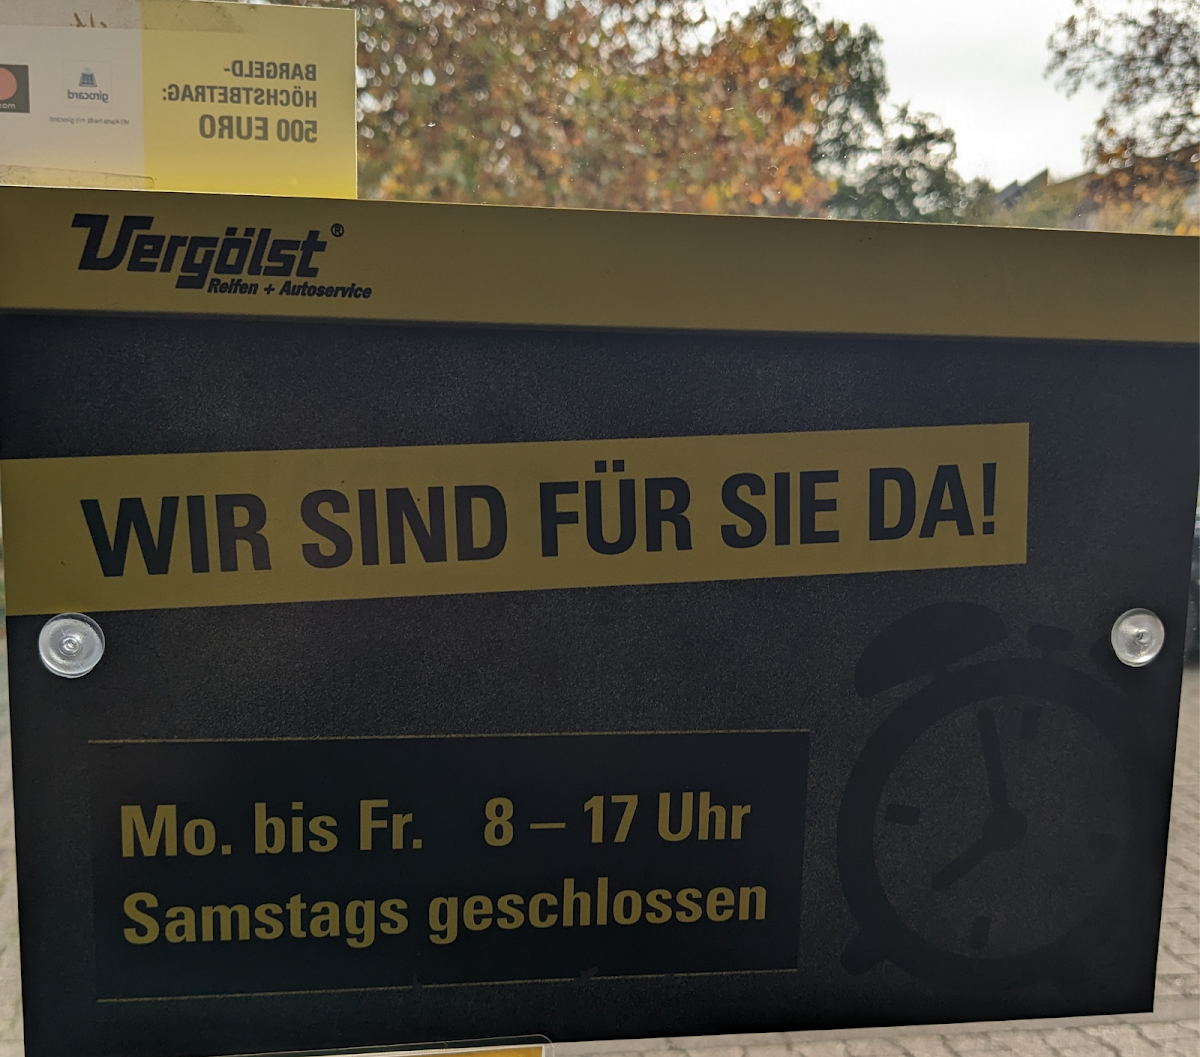 BARGELD-
HÖCHSTBETRAG:
500 EURO
girocard
Vergölst®
Reifen + Autoservice
WIR SIND FÜR SIE DA!
Mo. bis Fr. 8 – 17 Uhr
Samstags geschlossen